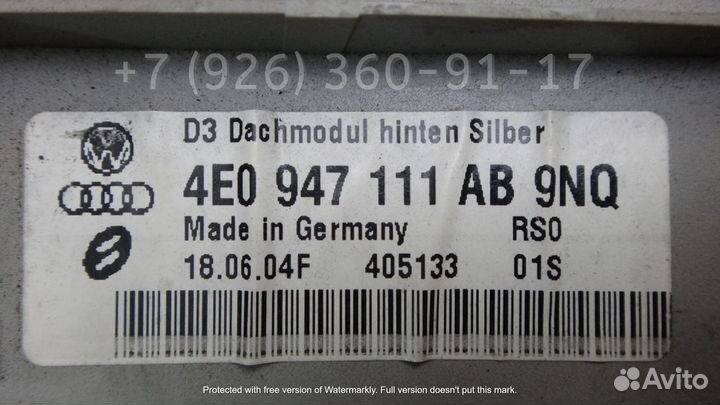 +7 (926) 360-91-17
D3 Dachmodul hinten Silber
4E0 947 111 AB 9NQ
Made in Germany RS0
18.06.04F 405133 01S
Protected with free version of Watermarkly. Full version doesn't put this mark.
Avito